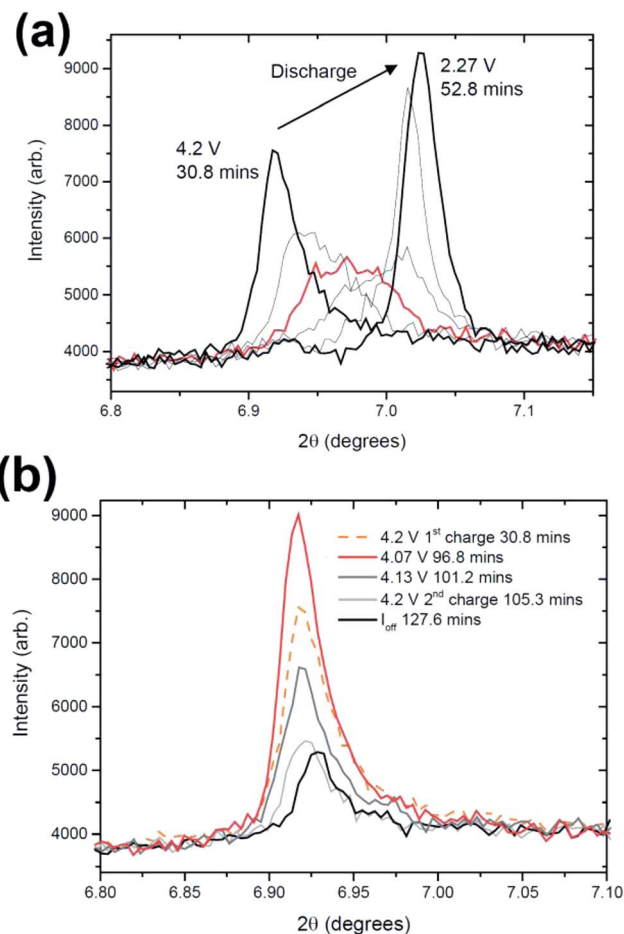 (a)
9000
8000
7000
6000
5000
4000
Intensity (arb.)
Discharge
2.27 V
52.8 mins
4.2 V
30.8 mins
6.8
6.9
7.0
7.1
2θ (degrees)
(b)
9000
8000
7000
6000
5000
4000
Intensity (arb.)
4.2 V 1st charge 30.8 mins
4.07 V 96.8 mins
4.13 V 101.2 mins
4.2 V 2nd charge 105.3 mins
Ioff 127.6 mins
6.80
6.85
6.90
6.95
7.00
7.05
7.10
2θ (degrees)